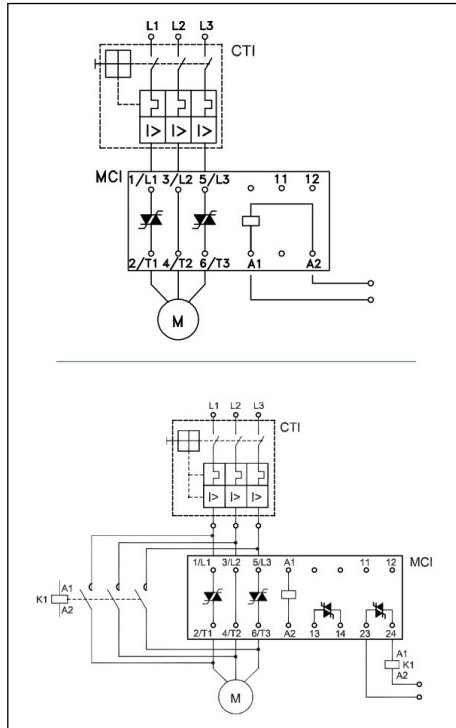 L1 L2 L3
CTI
I> I> I>
MCI 1/L1 3/L2 5/L3 11 12
2/T1 4/T2 6/T3 A1 A2
M
L1 L2 L3
CTI
I> I> I>
1/L1 3/L2 5/L3 A1 11 12 MCI
K1 A1
A2
2/T1 4/T2 6/T3 A2 13 14 23 24
A1
K1
A2
M